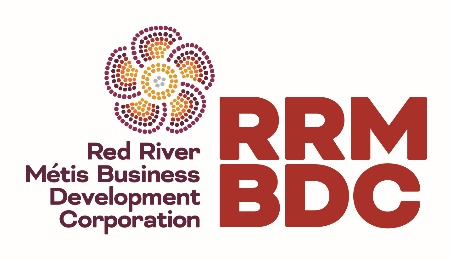 Red River
Métis Business
Development
Corporation
RRM
BDC